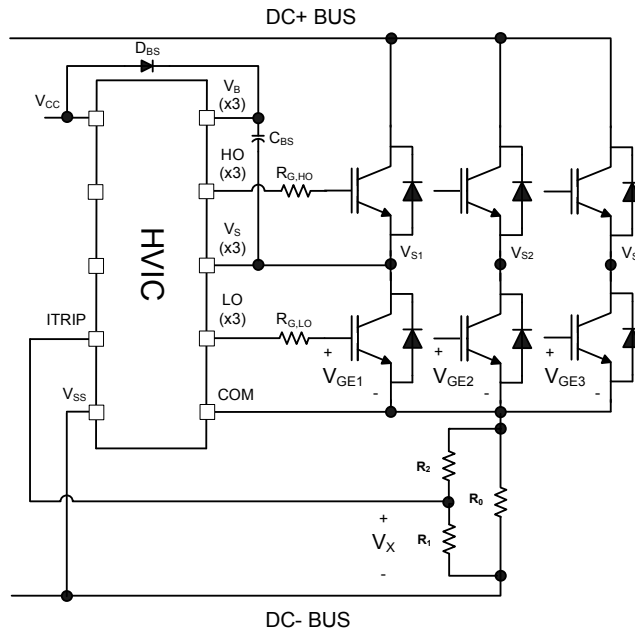 DC+ BUS
D_BS
V_CC
V_B
(x3)
C_BS
HO
(x3)
R_G,HO
HVIC
V_S
(x3)
V_S1
V_S2
V_S
ITRIP
LO
(x3)
R_G,LO
+
V_GE1
-
+
V_GE2
-
+
V_GE3
-
V_SS
COM
R_2
R_0
+
V_X
-
R_1
DC- BUS